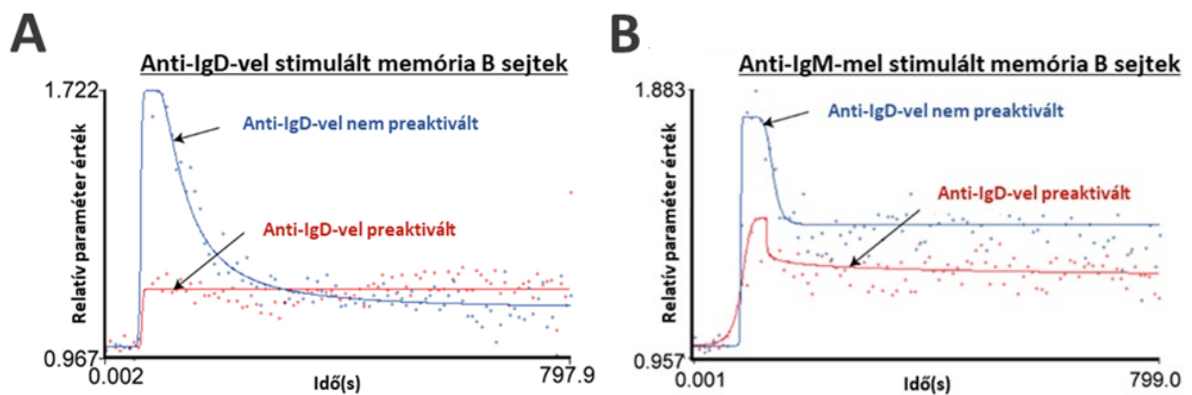 A
Anti-IgD-vel stimulált memória B sejtek
1.722
Relatív paraméter érték
Anti-IgD-vel nem preaktivált
Anti-IgD-vel preaktivált
0.967
0.002
Idő(s)
797.9
B
Anti-IgM-mel stimulált memória B sejtek
1.883
Relatív paraméter érték
Anti-IgD-vel nem preaktivált
Anti-IgD-vel preaktivált
0.957
0.001
Idő(s)
799.0